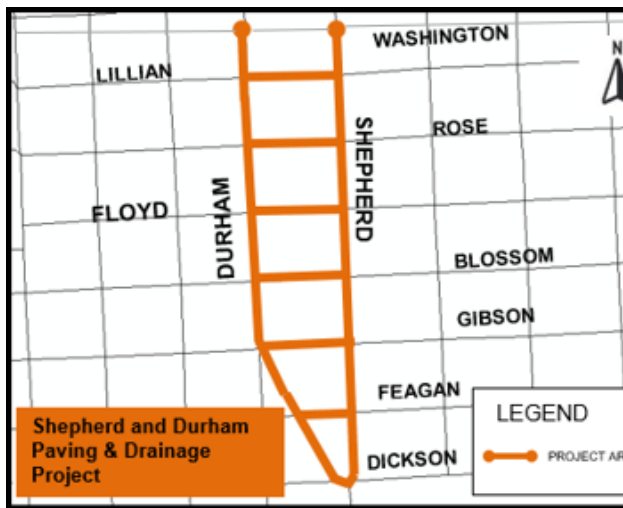 WASHINGTON
N
LILLIAN
SHEPHERD
ROSE
DURHAM
FLOYD
BLOSSOM
GIBSON
FEAGAN
LEGEND
Shepherd and Durham
Paving & Drainage
Project
DICKSON
PROJECT AR